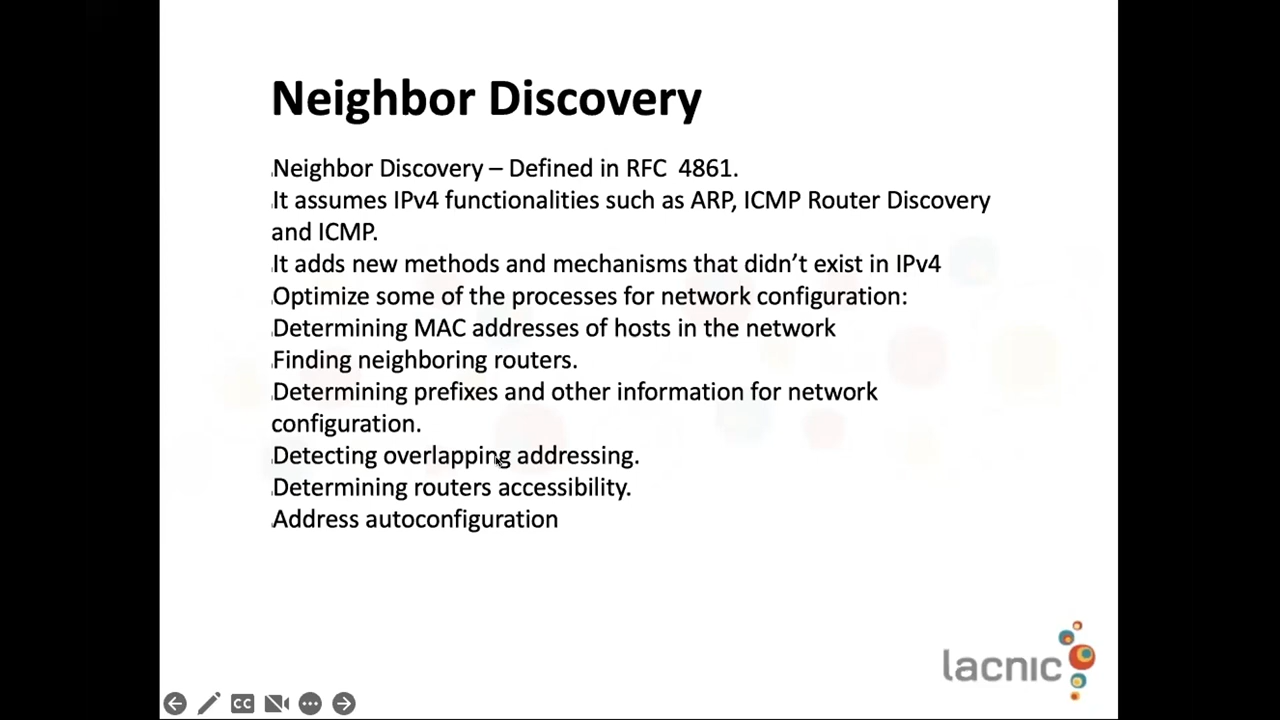 Neighbor Discovery
Neighbor Discovery – Defined in RFC 4861.
It assumes IPv4 functionalities such as ARP, ICMP Router Discovery
and ICMP.
It adds new methods and mechanisms that didn’t exist in IPv4
Optimize some of the processes for network configuration:
Determining MAC addresses of hosts in the network
Finding neighboring routers.
Determining prefixes and other information for network
configuration.
Detecting overlapping addressing.
Determining routers accessibility.
Address autoconfiguration
lacnic
CC